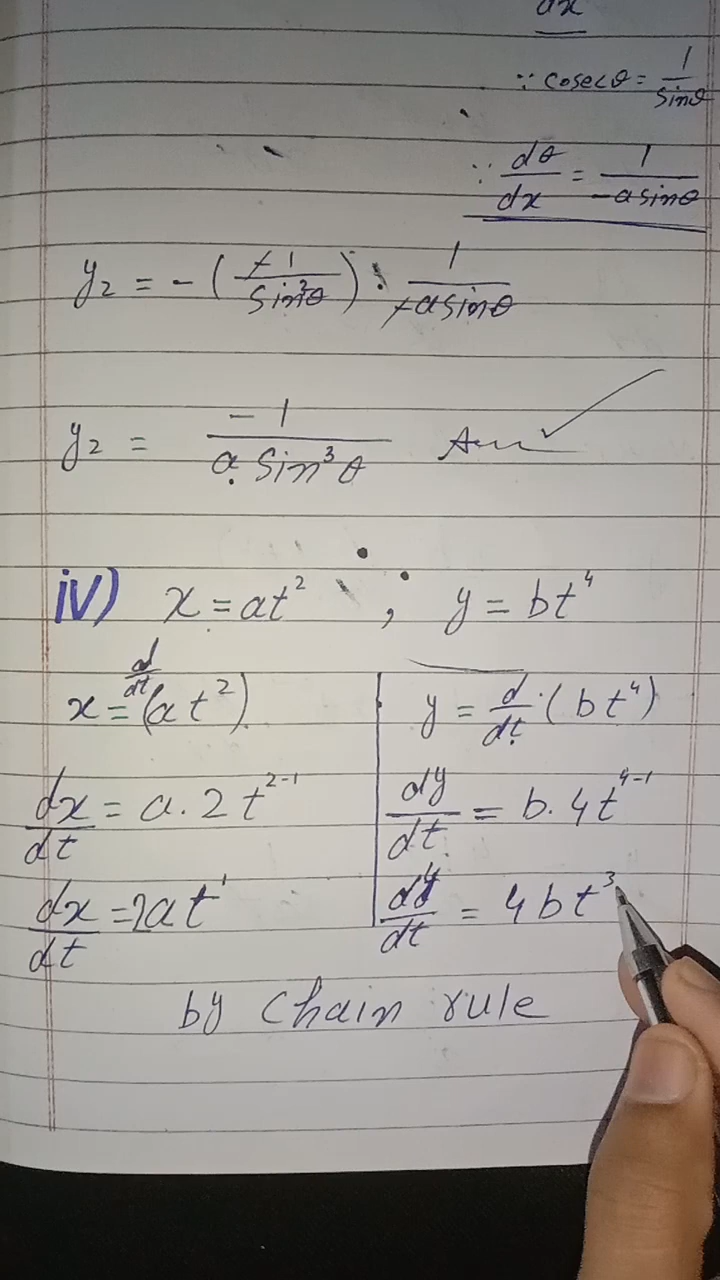 dx
∵ cosecθ = 1/sinθ
∵ dθ/dx = 1/-a sinθ
y₂ = - (+1/sin²θ) · 1/+a sinθ
y₂ = -1/a sin³θ Ans
iv) x = at² ; y = bt⁴
x = d/dt (at²)
dx/dt = a.2t²⁻¹
dx/dt = 2at¹
y = d/dt · (bt⁴)
dy/dt = b.4t⁴⁻¹
dy/dt = 4bt³
by Chain rule